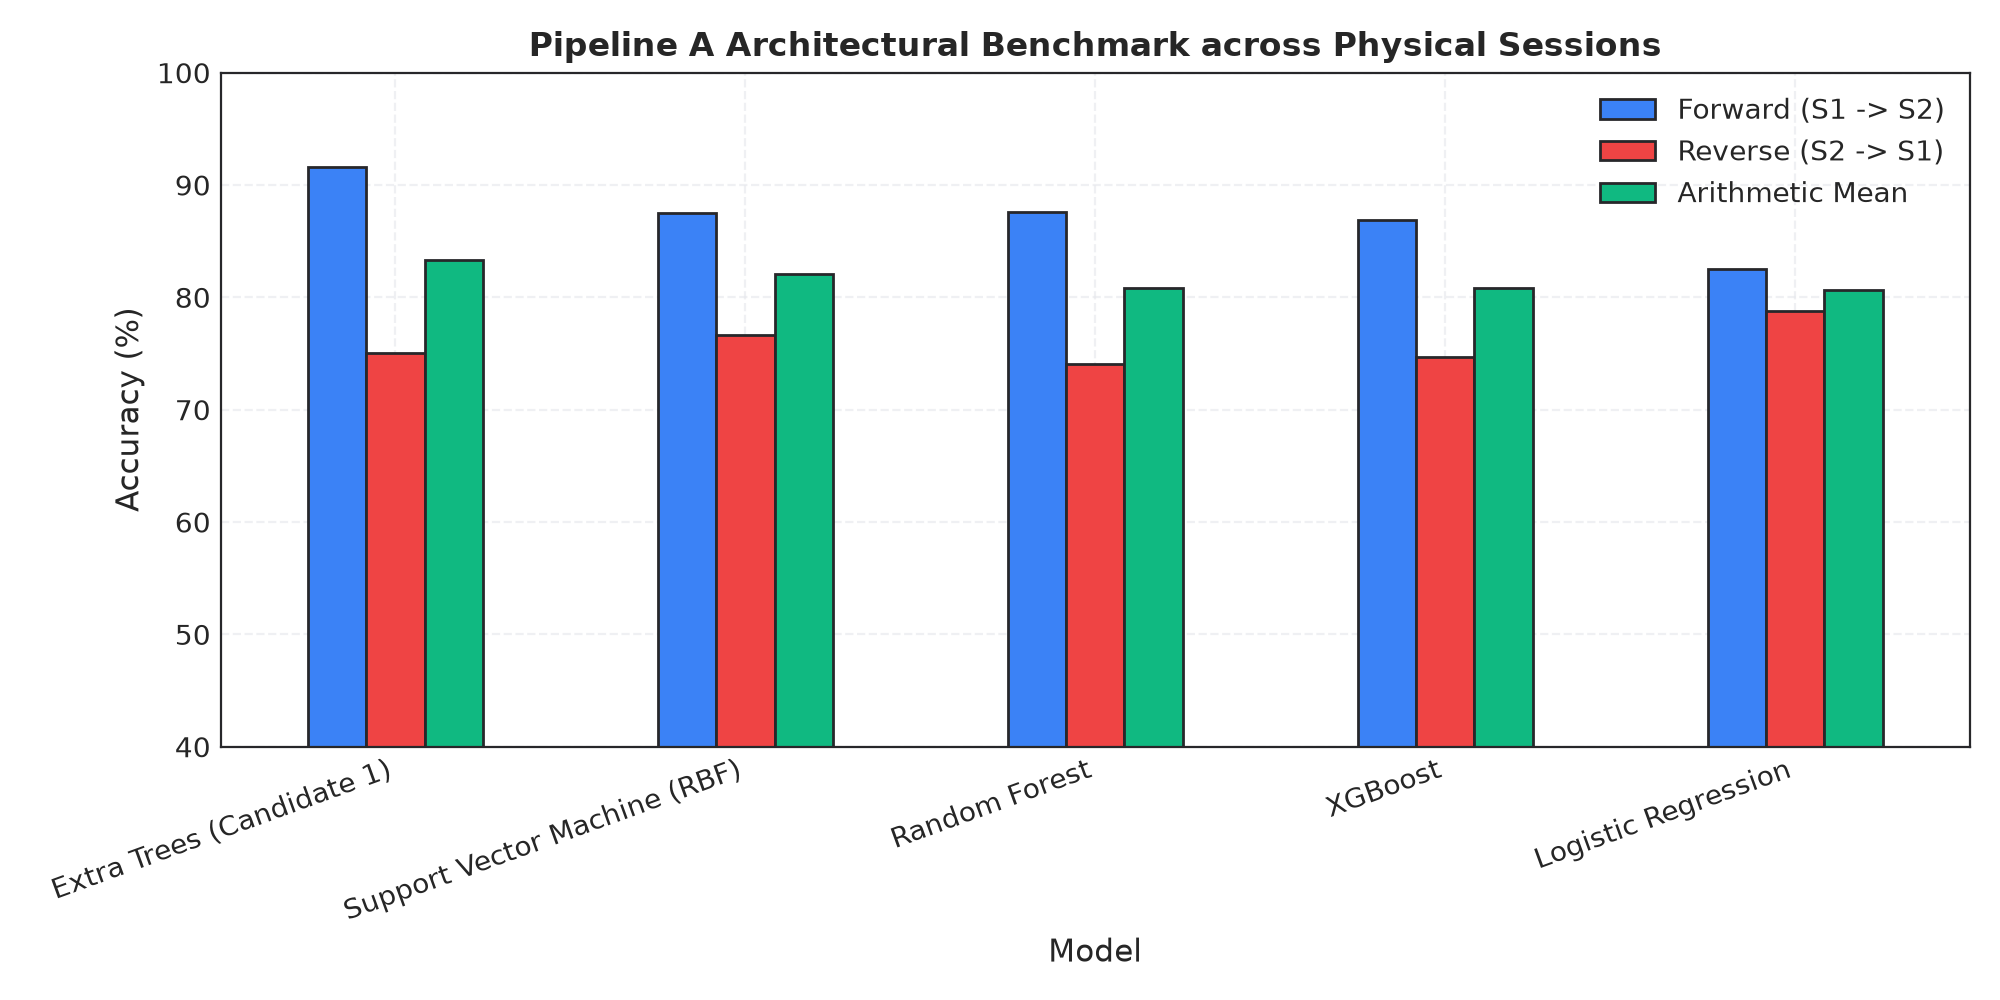 Pipeline A Architectural Benchmark across Physical Sessions
100
90
80
70
60
50
40
Accuracy (%)
Forward (S1 -> S2)
Reverse (S2 -> S1)
Arithmetic Mean
Extra Trees (Candidate 1)
Support Vector Machine (RBF)
Random Forest
XGBoost
Logistic Regression
Model